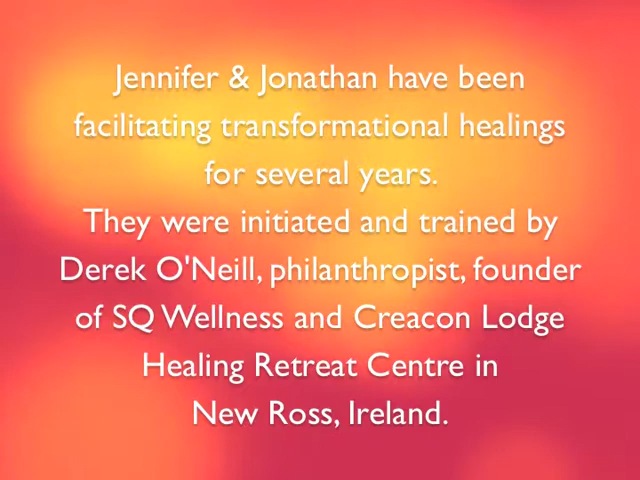 Jennifer & Jonathan have been
facilitating transformational healings
for several years.
They were initiated and trained by
Derek O'Neill, philanthropist, founder
of SQ Wellness and Creacon Lodge
Healing Retreat Centre in
New Ross, Ireland.